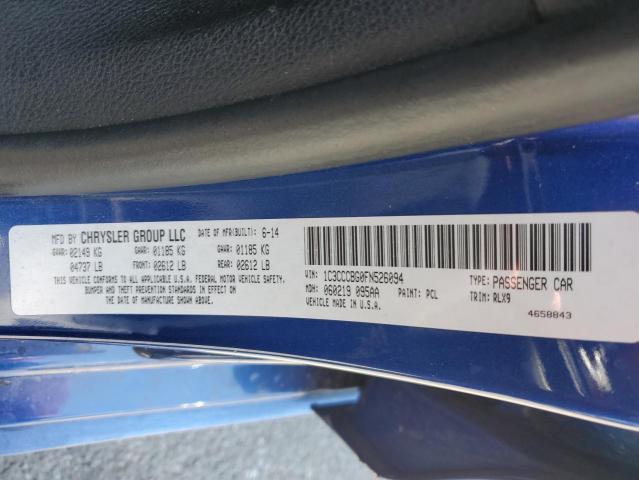 MFD BY CHRYSLER GROUP LLC DATE OF MFR(BUILT): 6-14
GVWR: 02149 KG GAWR: 01185 KG GAWR: 01185 KG
04737 LB FRONT: 02612 LB REAR: 02612 LB
THIS VEHICLE CONFORMS TO ALL APPLICABLE U.S.A. FEDERAL MOTOR VEHICLE SAFETY,
BUMPER AND THEFT PREVENTION STANDARDS IN EFFECT ON
THE DATE OF MANUFACTURE SHOWN ABOVE.
VIN: 1C3CCCBG0FN526094 TYPE: PASSENGER CAR
MDH: 060219 095AA PAINT: PCL TRIM: RLX9
VEHICLE MADE IN U.S.A.
4658843